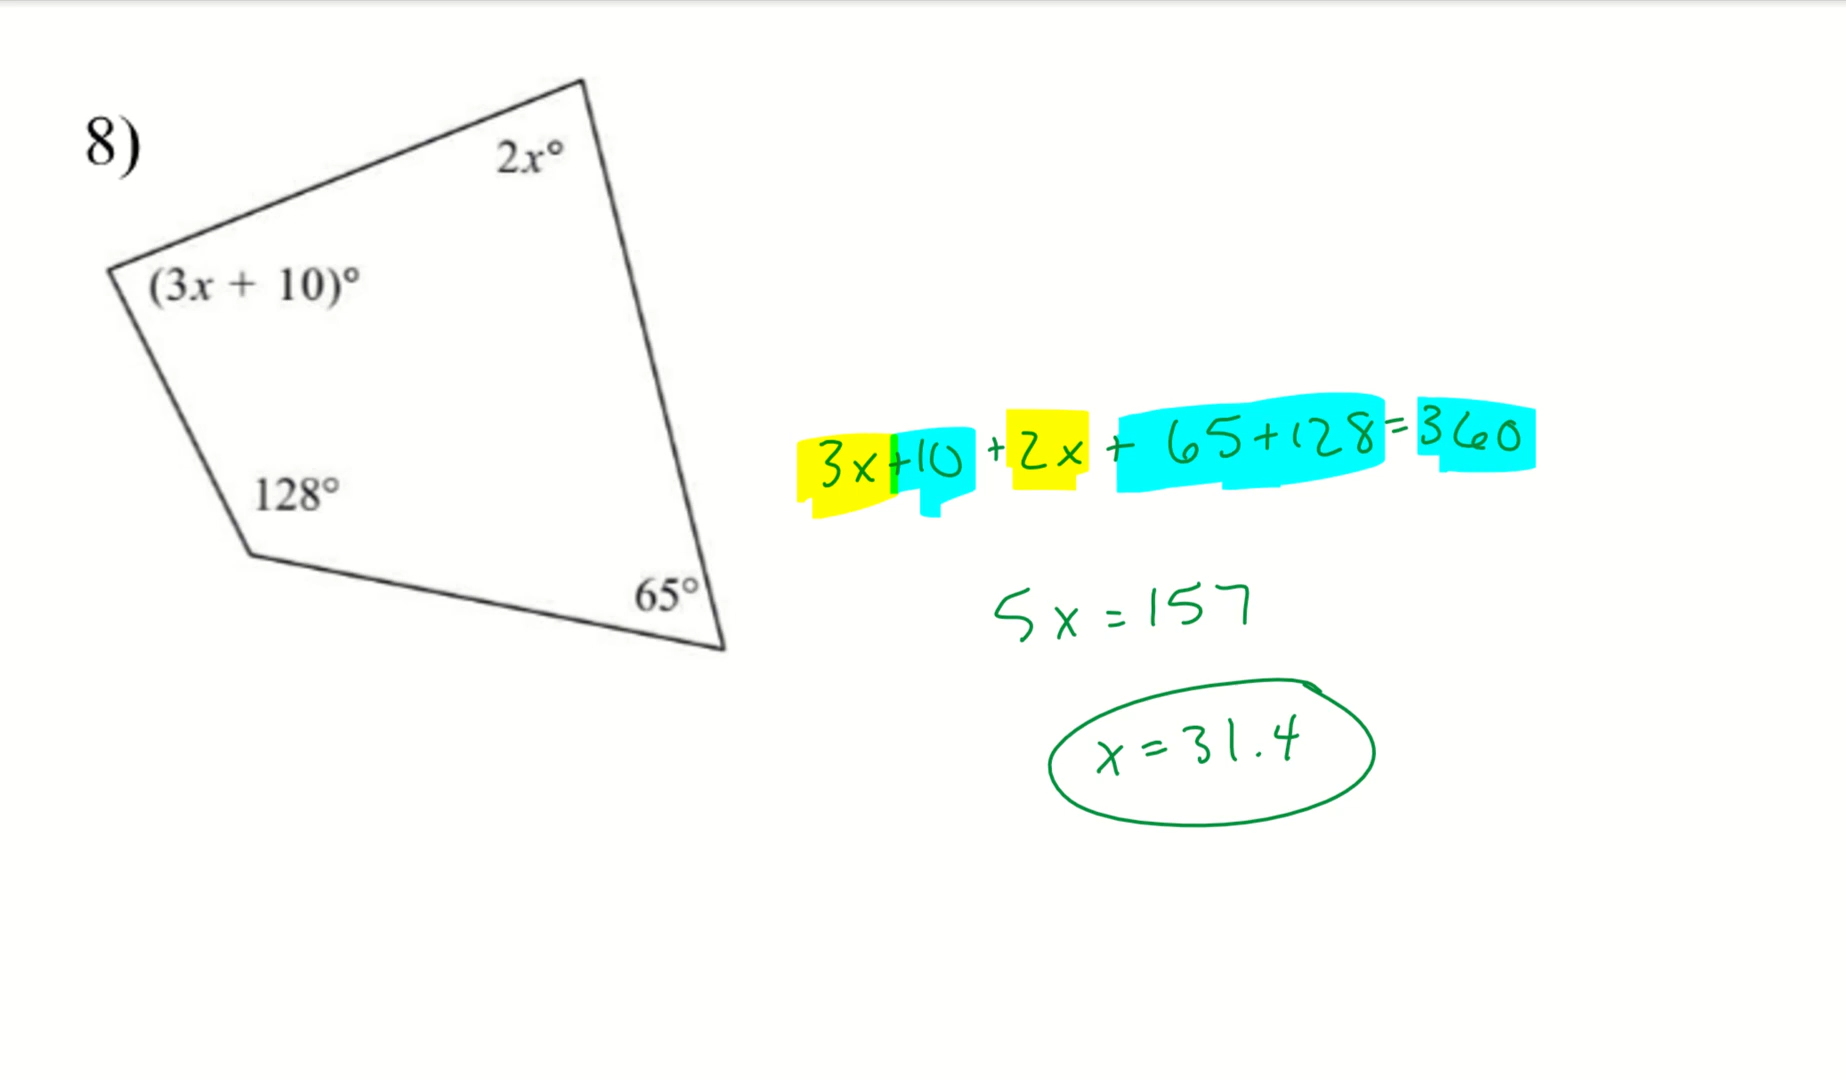 8)
2x°
(3x + 10)°
128°
65°
3x+10 +2x + 65+128=360
5x=157
x=31.4